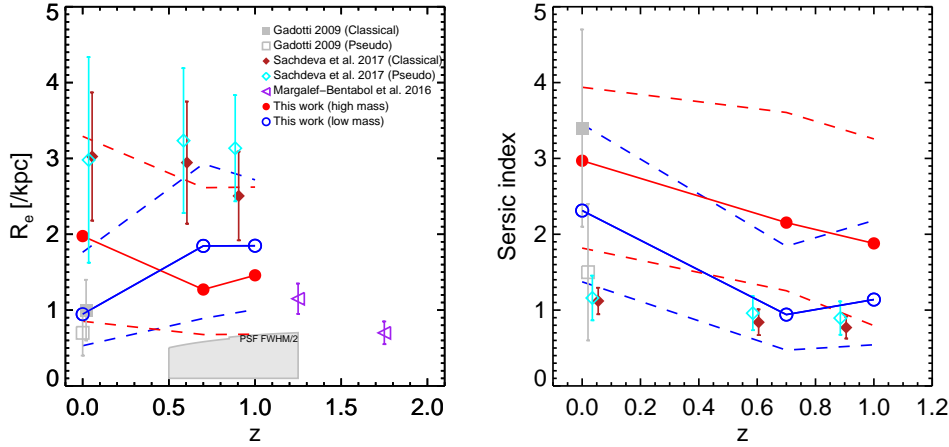 Gadotti 2009 (Classical)
Gadotti 2009 (Pseudo)
Sachdeva et al. 2017 (Classical)
Sachdeva et al. 2017 (Pseudo)
Margalef−Bentabol et al. 2016
This work (high mass)
This work (low mass)
PSF FWHM/2
5
4
3
2
1
0
Re [/kpc]
0.0 0.5 1.0 1.5 2.0
z
5
4
3
2
1
0
Sersic index
0.0 0.2 0.4 0.6 0.8 1.0 1.2
z